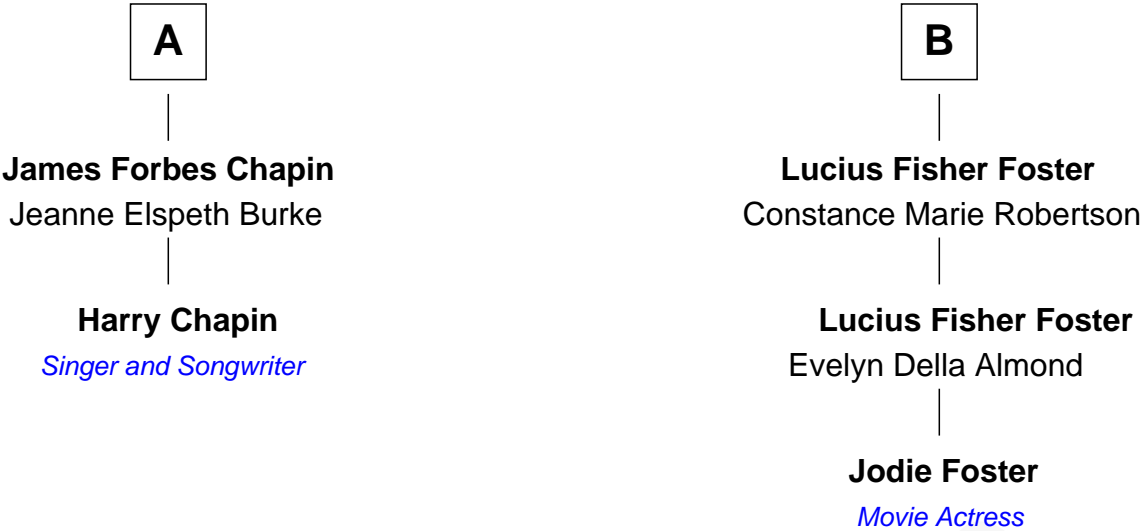 A
B
James Forbes Chapin
Jeanne Elspeth Burke
Lucius Fisher Foster
Constance Marie Robertson
Harry Chapin
Singer and Songwriter
Lucius Fisher Foster
Evelyn Della Almond
Jodie Foster
Movie Actress